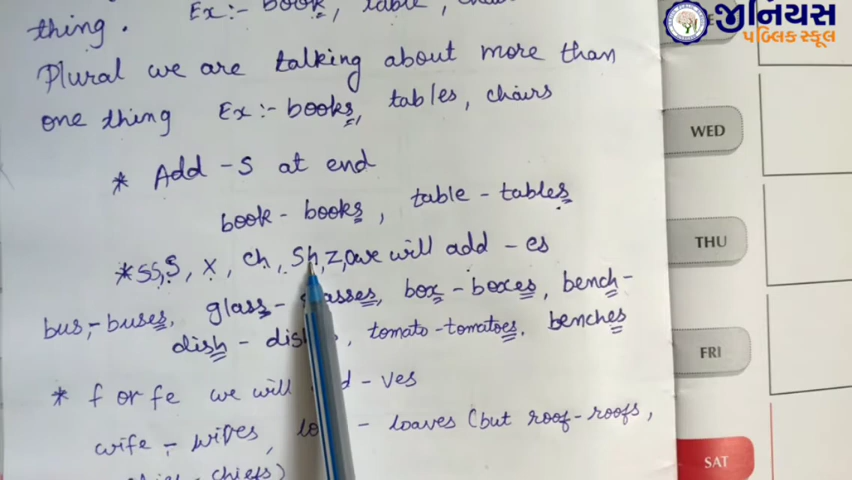 thing. Ex:- book, table, chair
Plural we are talking about more than
one thing Ex:- books, tables, chairs
* Add -s at end
book - books, table - tables
* ss, s, x, ch, sh, z, o we will add - es
bus,- buses, glass - glasses, box - boxes, bench -
dish - dishes, tomato - tomatoes, benches
* f or fe we will add - ves
wife - wives, - loaves (but roof - roofs,
chiefs)
જીનિયસ
પબ્લિક સ્કૂલ
WED
THU
FRI
SAT